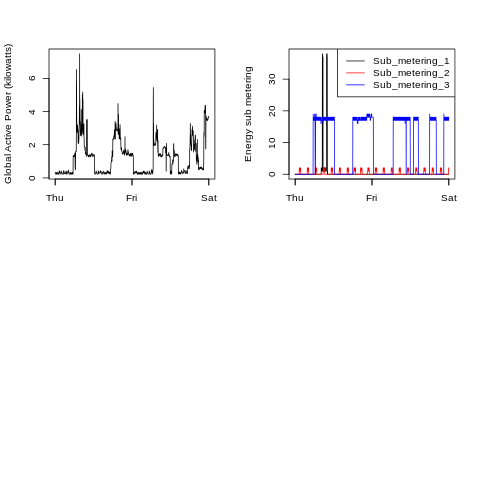 Global Active Power (kilowatts)
6
4
2
0
Thu Fri Sat
Energy sub metering
30
20
10
0
Thu Fri Sat
Sub_metering_1
Sub_metering_2
Sub_metering_3